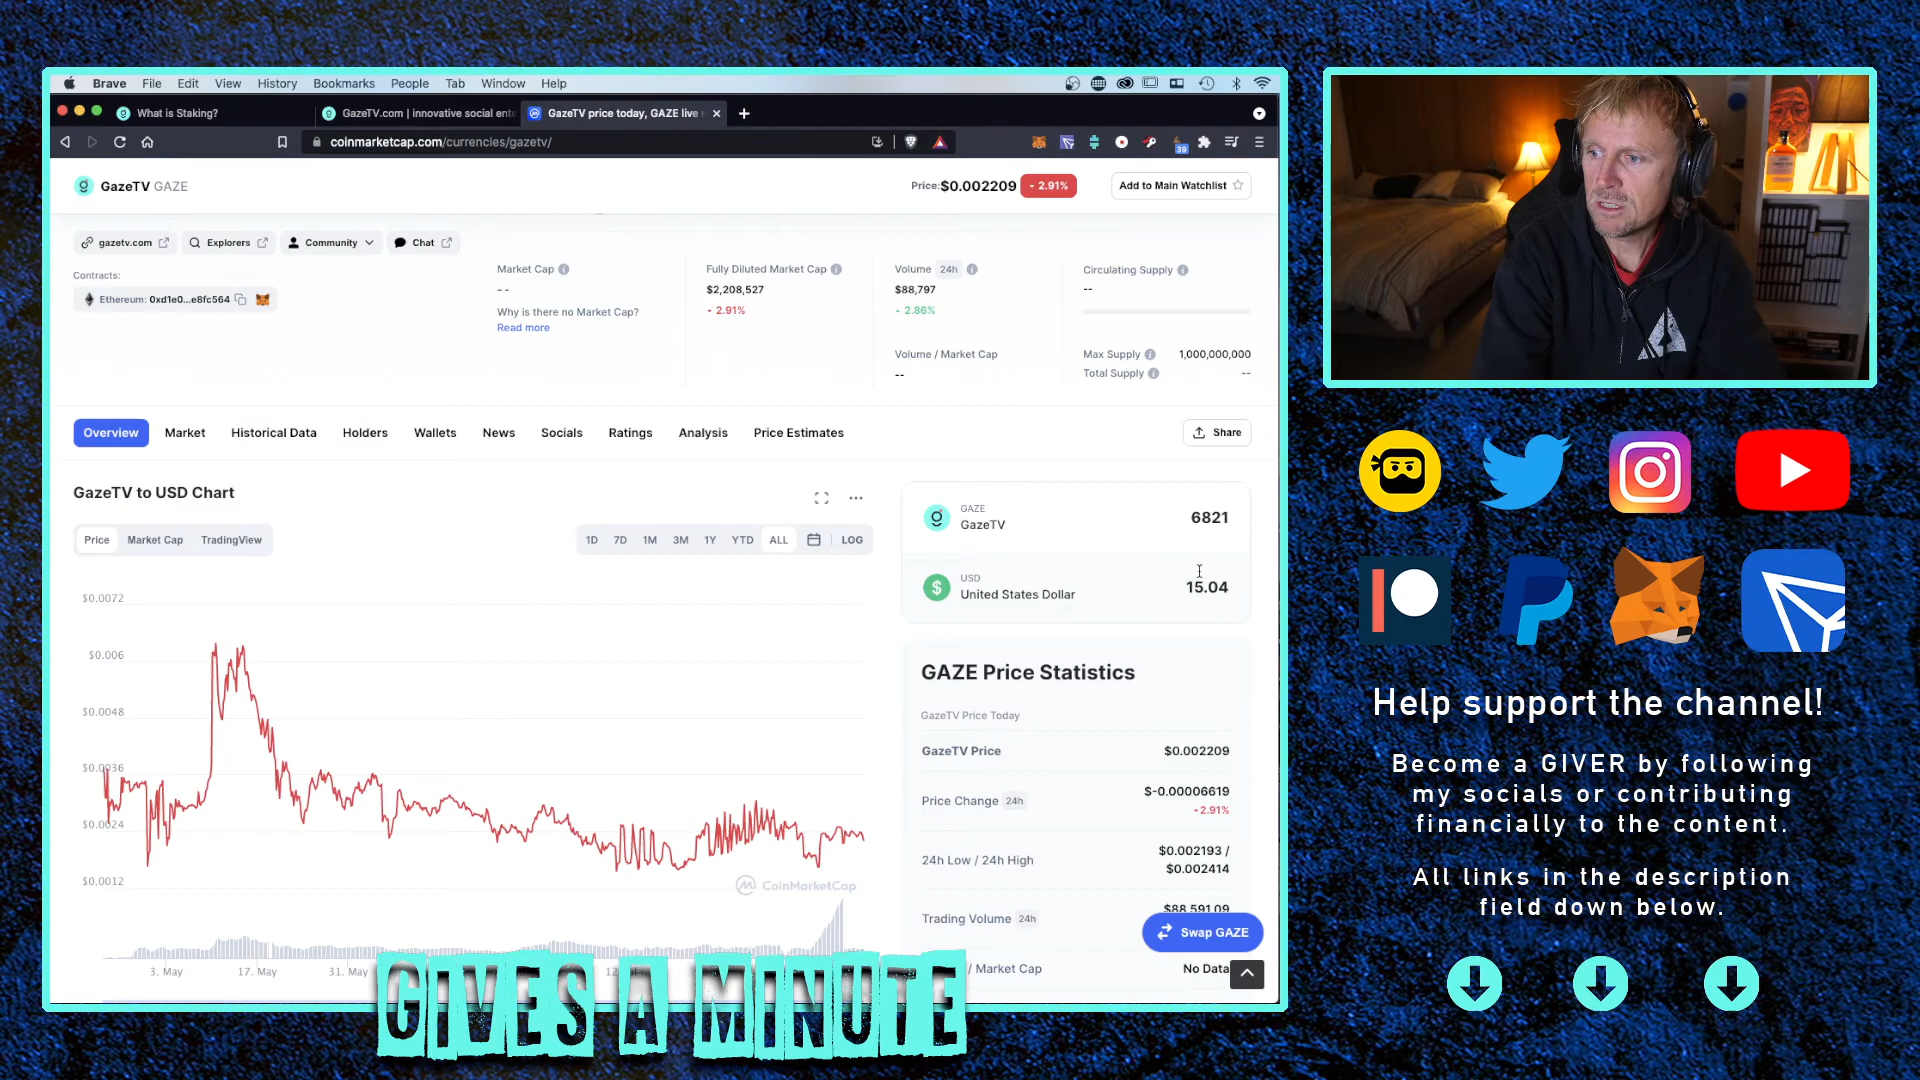 Brave File Edit View History Bookmarks People Tab Window Help
What is Staking?
GazeTV.com | innovative social ente
GazeTV price today, GAZE live
coinmarketcap.com/currencies/gazetv/
39
GazeTV GAZE
Price:$0.002209
- 2.91%
Add to Main Watchlist
gazetv.com
Explorers
Community
Chat
Contracts:
Ethereum: 0xd1e0...e8fc564
Market Cap
- -
Why is there no Market Cap?
Read more
Fully Diluted Market Cap
$2,208,527
- 2.91%
Volume 24h
$88,797
- 2.86%
Volume / Market Cap
--
Circulating Supply
--
Max Supply 1,000,000,000
Total Supply --
Overview Market Historical Data Holders Wallets News Socials Ratings Analysis Price Estimates
Share
GazeTV to USD Chart
Price Market Cap TradingView
1D 7D 1M 3M 1Y YTD ALL LOG
$0.0072
$0.006
$0.0048
$0.0036
$0.0024
$0.0012
CoinMarketCap
3. May 17. May 31. May
GAZE
GazeTV
6821
USD
United States Dollar
15.04
GAZE Price Statistics
GazeTV Price Today
GazeTV Price $0.002209
Price Change 24h
$-0.00006619
-2.91%
24h Low / 24h High
$0.002193 /
$0.002414
Trading Volume 24h
$88,591.09
Swap GAZE
/ Market Cap No Data
GIVES A MINUTE
Help support the channel!
Become a GIVER by following
my socials or contributing
financially to the content.
All links in the description
field down below.